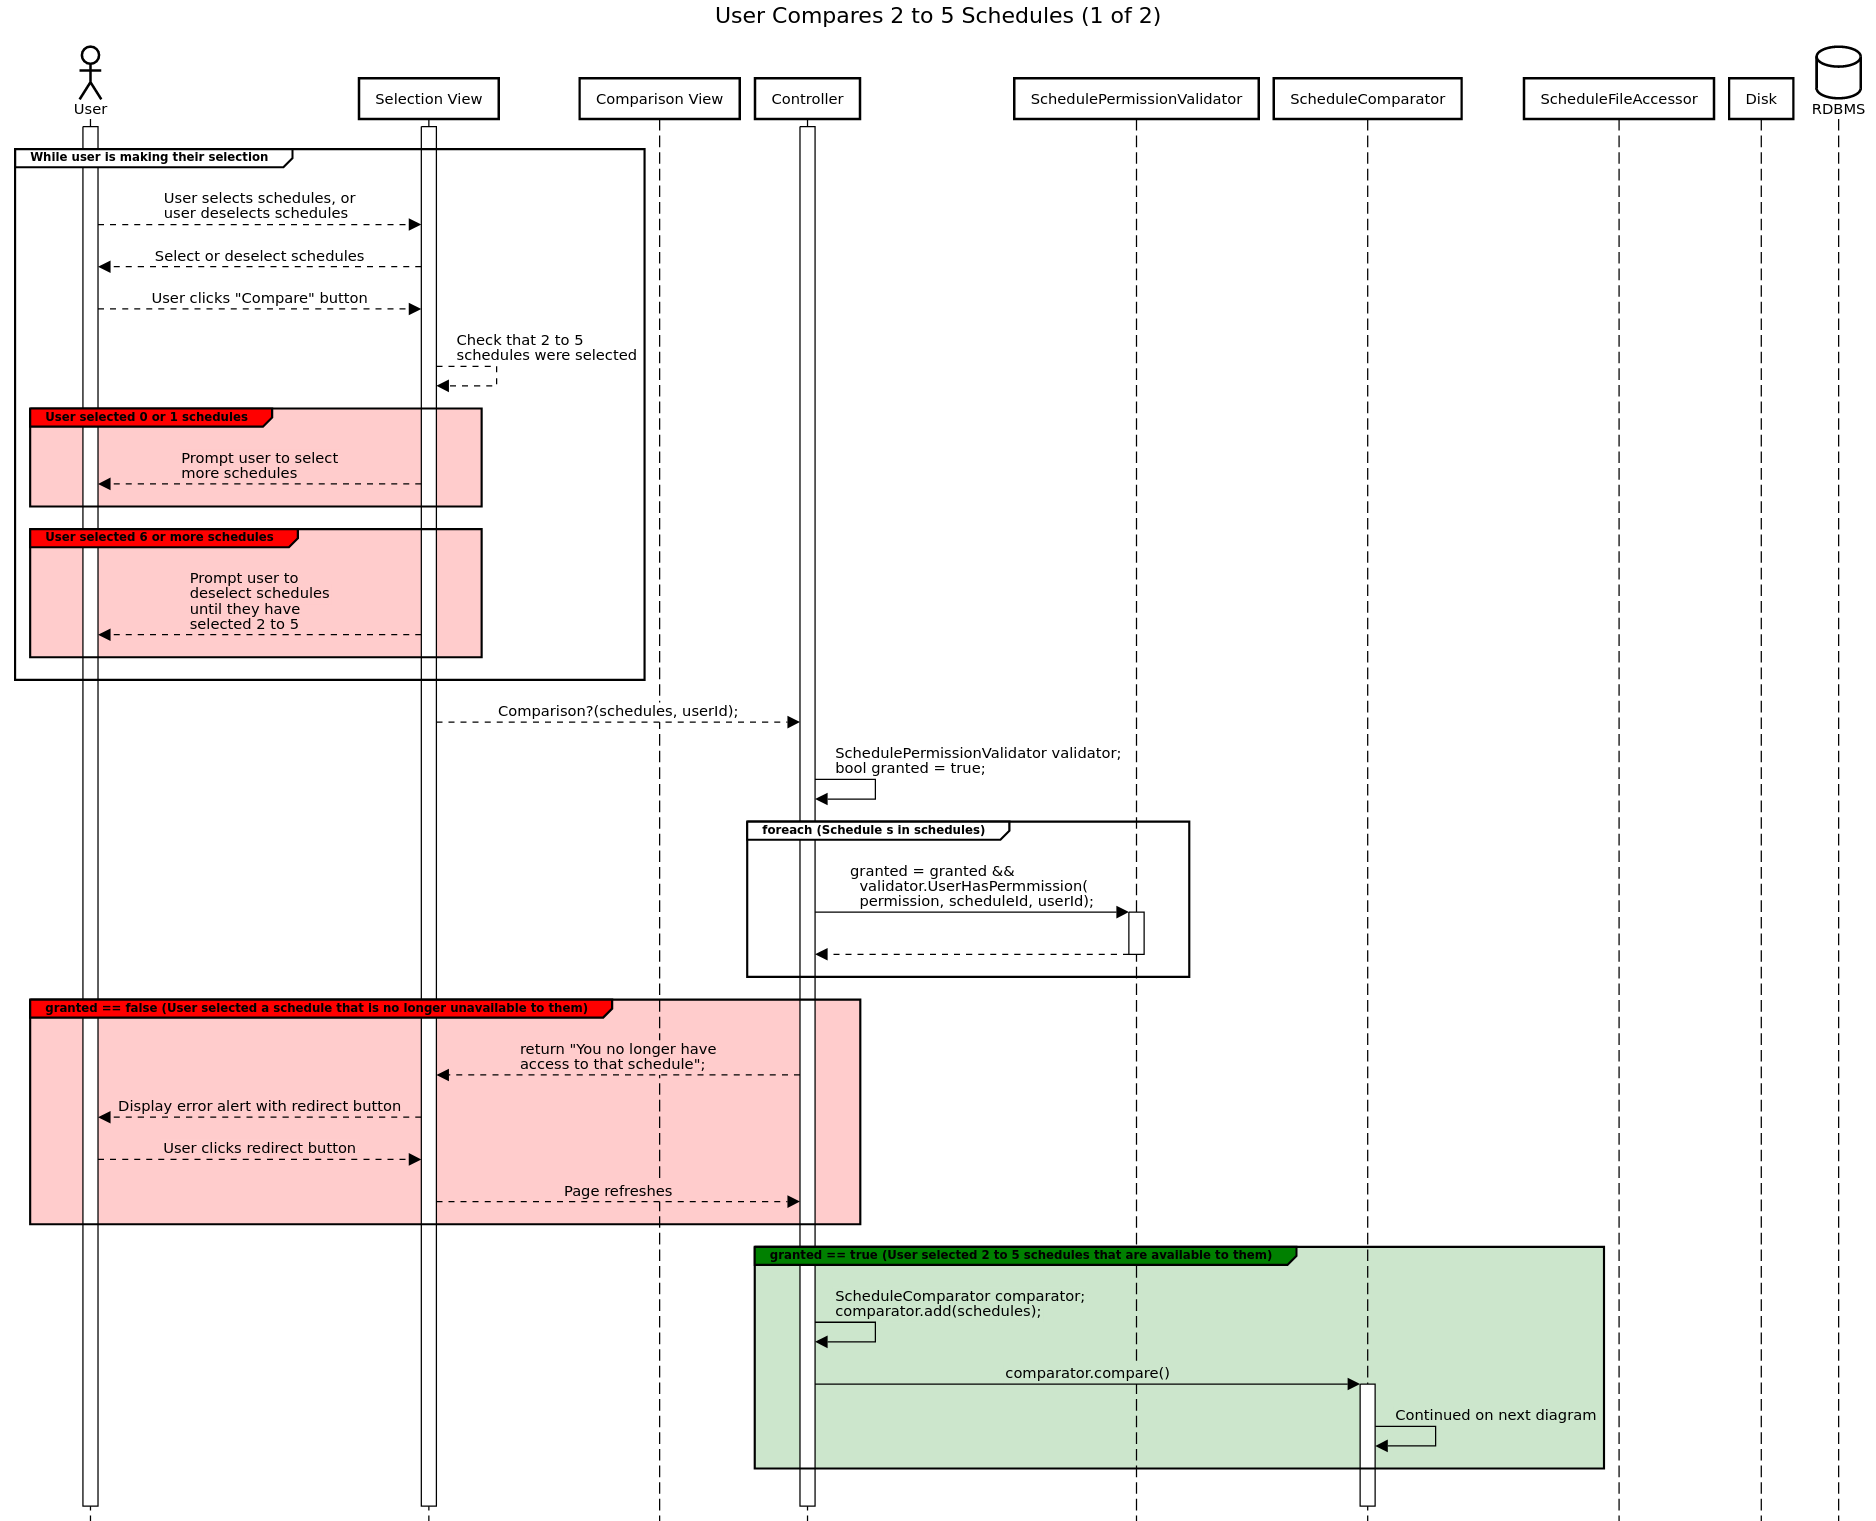 User Compares 2 to 5 Schedules (1 of 2)
User
Selection View
Comparison View
Controller
SchedulePermissionValidator
ScheduleComparator
ScheduleFileAccessor
Disk
RDBMS
While user is making their selection
User selects schedules, or
user deselects schedules
Select or deselect schedules
User clicks "Compare" button
Check that 2 to 5
schedules were selected
User selected 0 or 1 schedules
Prompt user to select
more schedules
User selected 6 or more schedules
Prompt user to
deselect schedules
until they have
selected 2 to 5
Comparison?(schedules, userId);
SchedulePermissionValidator validator;
bool granted = true;
foreach (Schedule s in schedules)
granted = granted &&
validator.UserHasPermmission(
permission, scheduleId, userId);
granted == false (User selected a schedule that is no longer unavailable to them)
return "You no longer have
access to that schedule";
Display error alert with redirect button
User clicks redirect button
Page refreshes
granted == true (User selected 2 to 5 schedules that are available to them)
ScheduleComparator comparator;
comparator.add(schedules);
comparator.compare()
Continued on next diagram